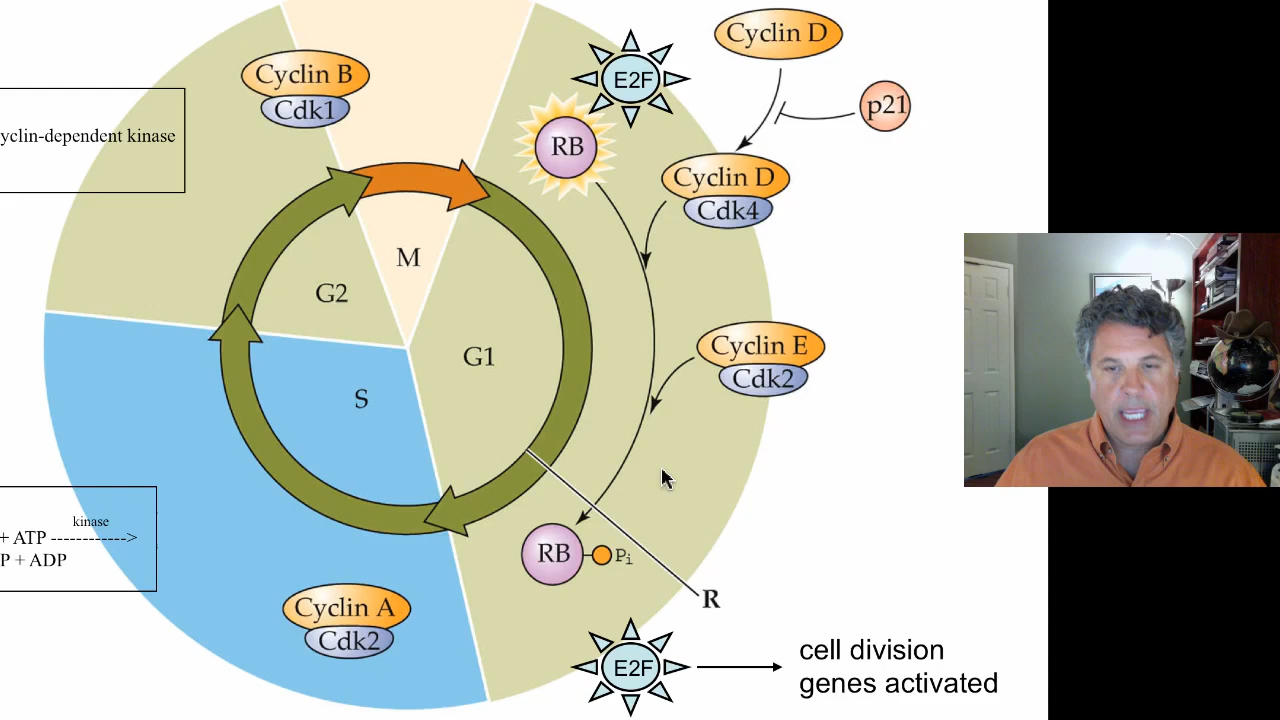 Cyclin D
Cyclin B
Cdk1
E2F
p21
yclin-dependent kinase
RB
Cyclin D
Cdk4
M
G2
G1
Cyclin E
Cdk2
S
kinase
+ ATP ------------>
P + ADP
RB
Pi
R
Cyclin A
Cdk2
E2F
cell division
genes activated